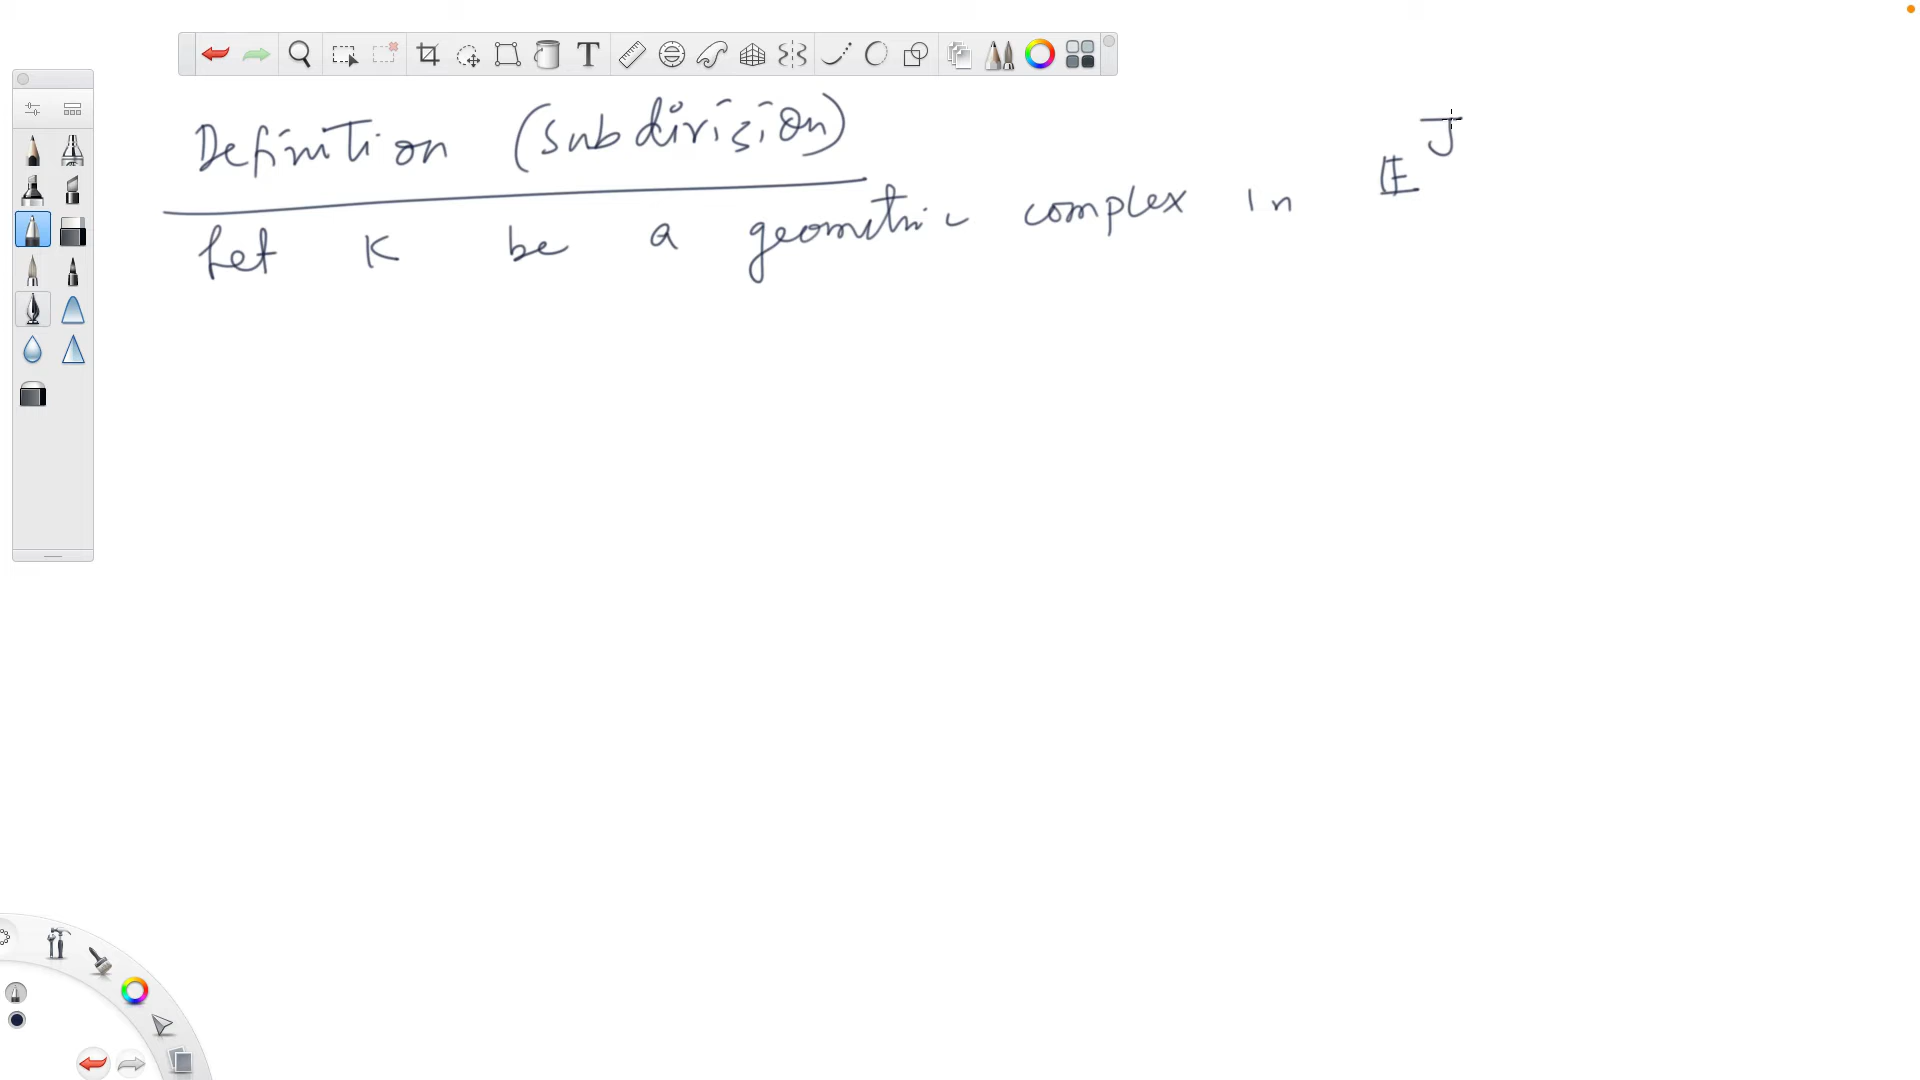 Definition (subdivision)
Let K be a geometric complex in 𝔼^J